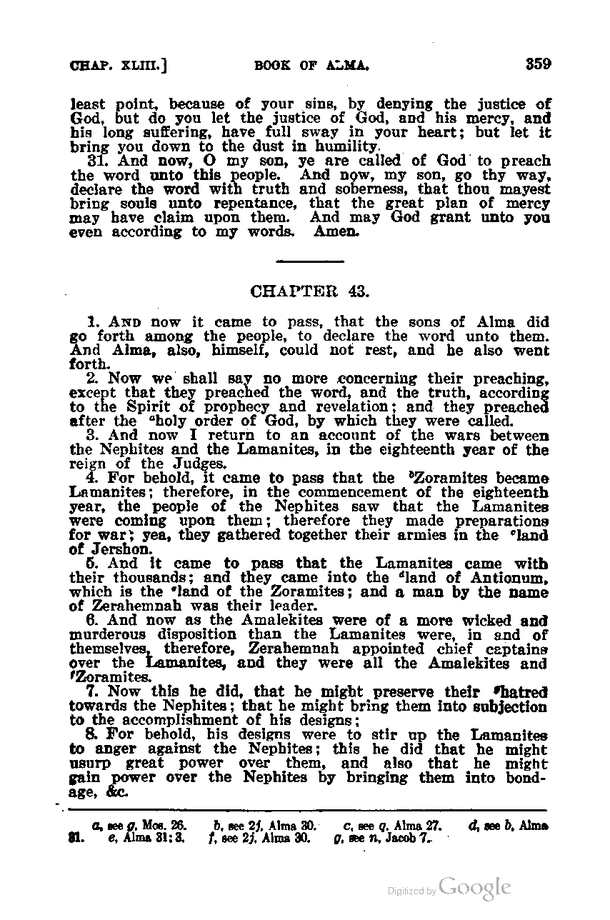 CHAP. XLIII.] BOOK OF ALMA. 359
least point, because of your sins, by denying the justice of
God, but do you let the justice of God, and his mercy, and
his long suffering, have full sway in your heart; but let it
bring you down to the dust in humility.
31. And now, O my son, ye are called of God to preach
the word unto this people. And now, my son, go thy way,
declare the word with truth and soberness, that thou mayest
bring souls unto repentance, that the great plan of mercy
may have claim upon them. And may God grant unto you
even according to my words. Amen.
CHAPTER 43.
1. AND now it came to pass, that the sons of Alma did
go forth among the people, to declare the word unto them.
And Alma, also, himself, could not rest, and he also went
forth.
2. Now we shall say no more concerning their preaching,
except that they preached the word, and the truth, according
to the Spirit of prophecy and revelation; and they preached
after the ᵃholy order of God, by which they were called.
3. And now I return to an account of the wars between
the Nephites and the Lamanites, in the eighteenth year of the
reign of the Judges.
4. For behold, it came to pass that the ᵇZoramites became
Lamanites; therefore, in the commencement of the eighteenth
year, the people of the Nephites saw that the Lamanites
were coming upon them; therefore they made preparations
for war; yea, they gathered together their armies in the ᶜland
of Jershon.
5. And it came to pass that the Lamanites came with
their thousands; and they came into the ᵈland of Antionum,
which is the ᵉland of the Zoramites; and a man by the name
of Zerahemnah was their leader.
6. And now as the Amalekites were of a more wicked and
murderous disposition than the Lamanites were, in and of
themselves, therefore, Zerahemnah appointed chief captains
over the Lamanites, and they were all the Amalekites and
ᶠZoramites.
7. Now this he did, that he might preserve their ᵍhatred
towards the Nephites; that he might bring them into subjection
to the accomplishment of his designs;
8. For behold, his designs were to stir up the Lamanites
to anger against the Nephites; this he did that he might
usurp great power over them, and also that he might
gain power over the Nephites by bringing them into bond-
age, &c.
a, see g, Mos. 26. b, see 2j, Alma 30. c, see q, Alma 27. d, see b, Alma
31. e, Alma 31:3. f, see 2j, Alma 30. g, see n, Jacob 7.
Digitized by Google